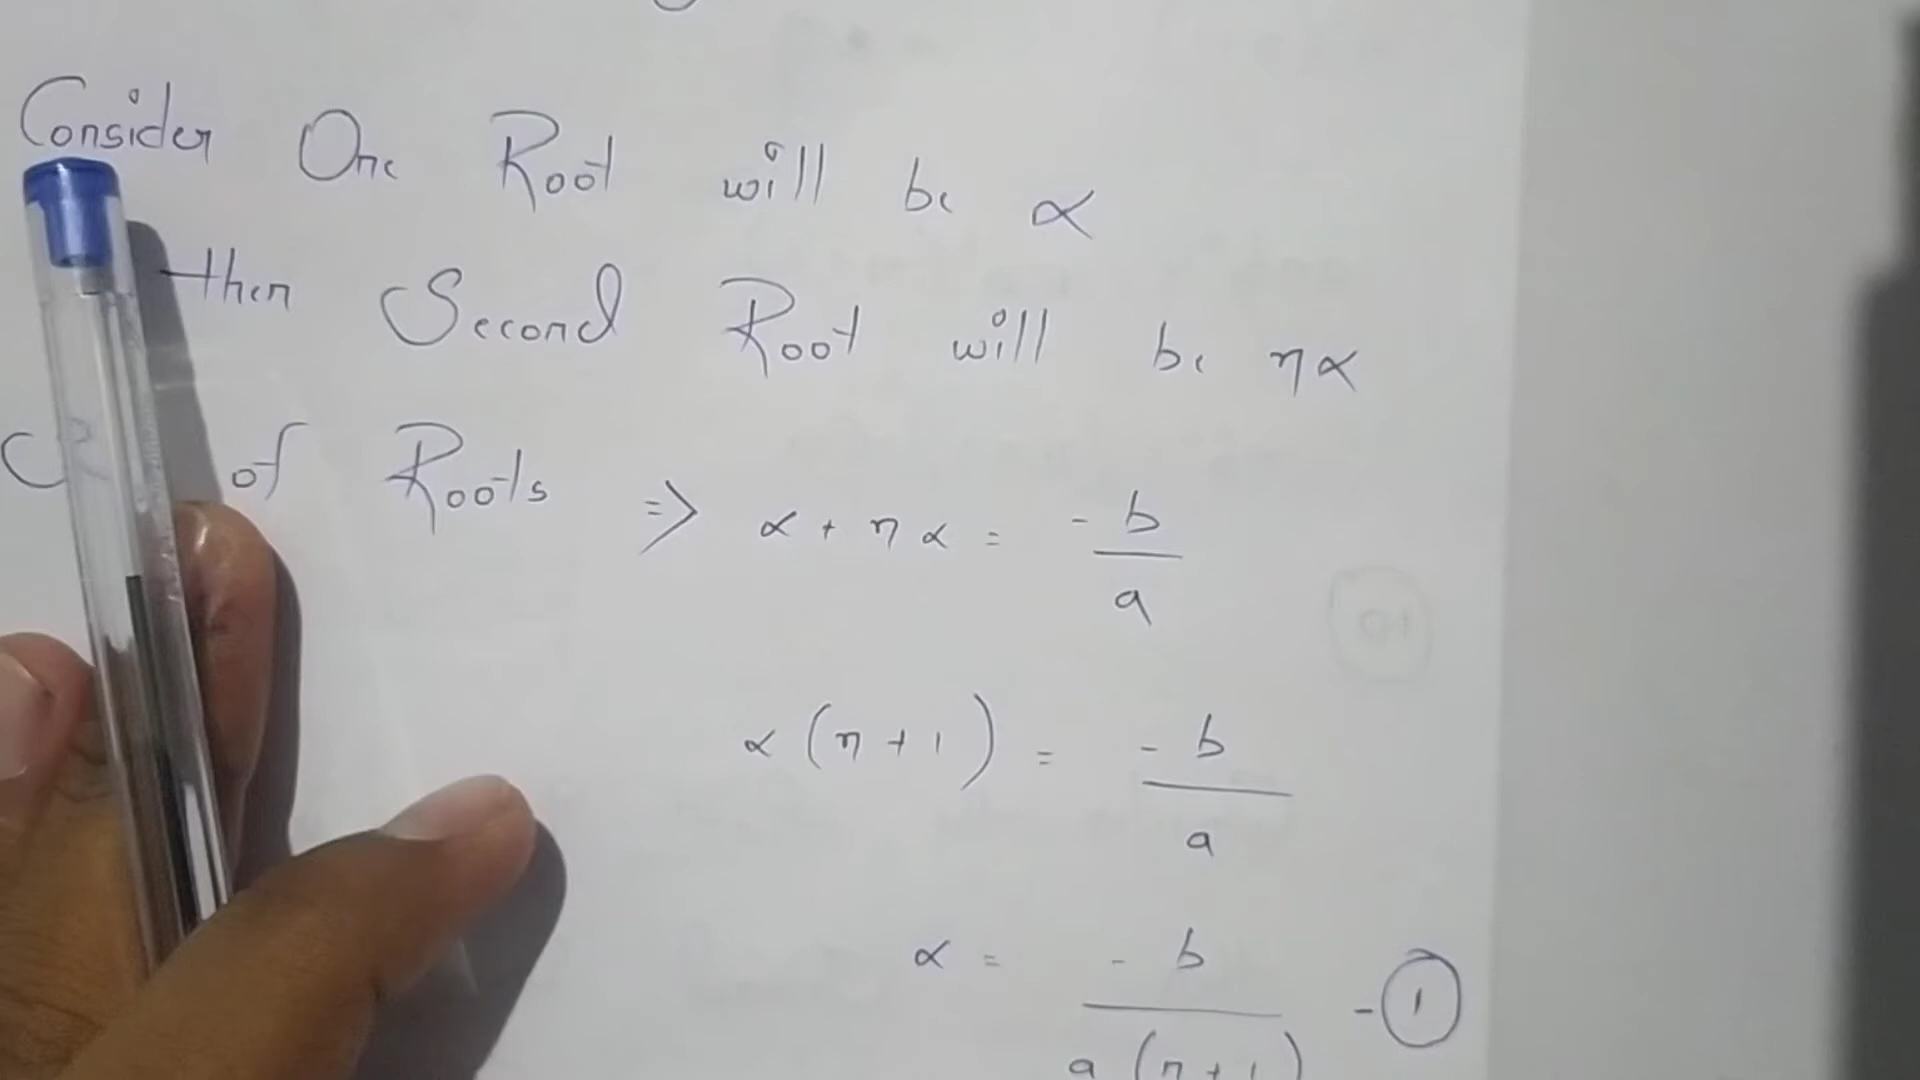 Consider One Root will be α
then Second Root will be nα
of Roots ⇒ α + nα = -b/a
α(n+1) = -b/a
α = -b/a(n+1) -①